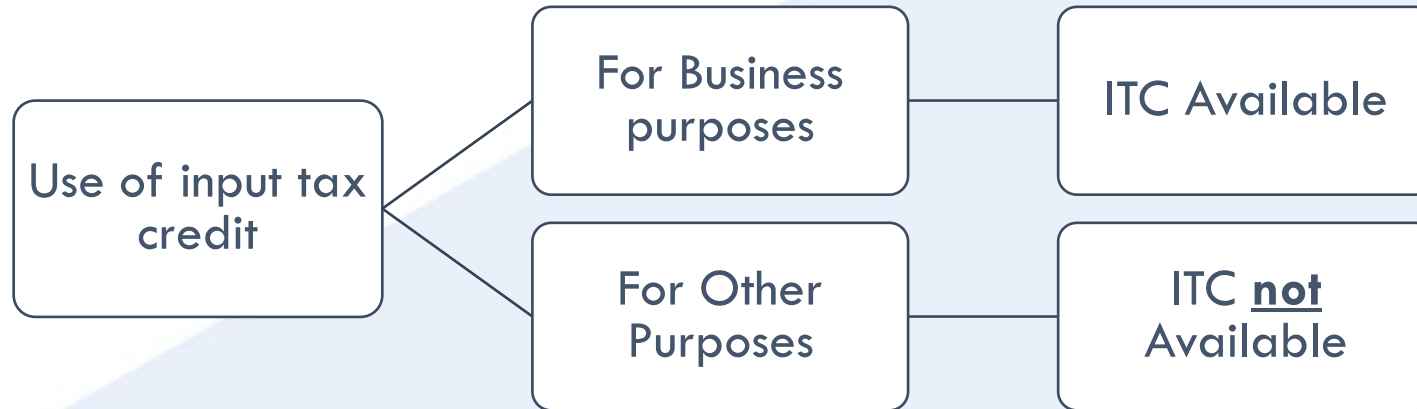 Use of input tax
credit
For Business
purposes
ITC Available
For Other
Purposes
ITC not
Available